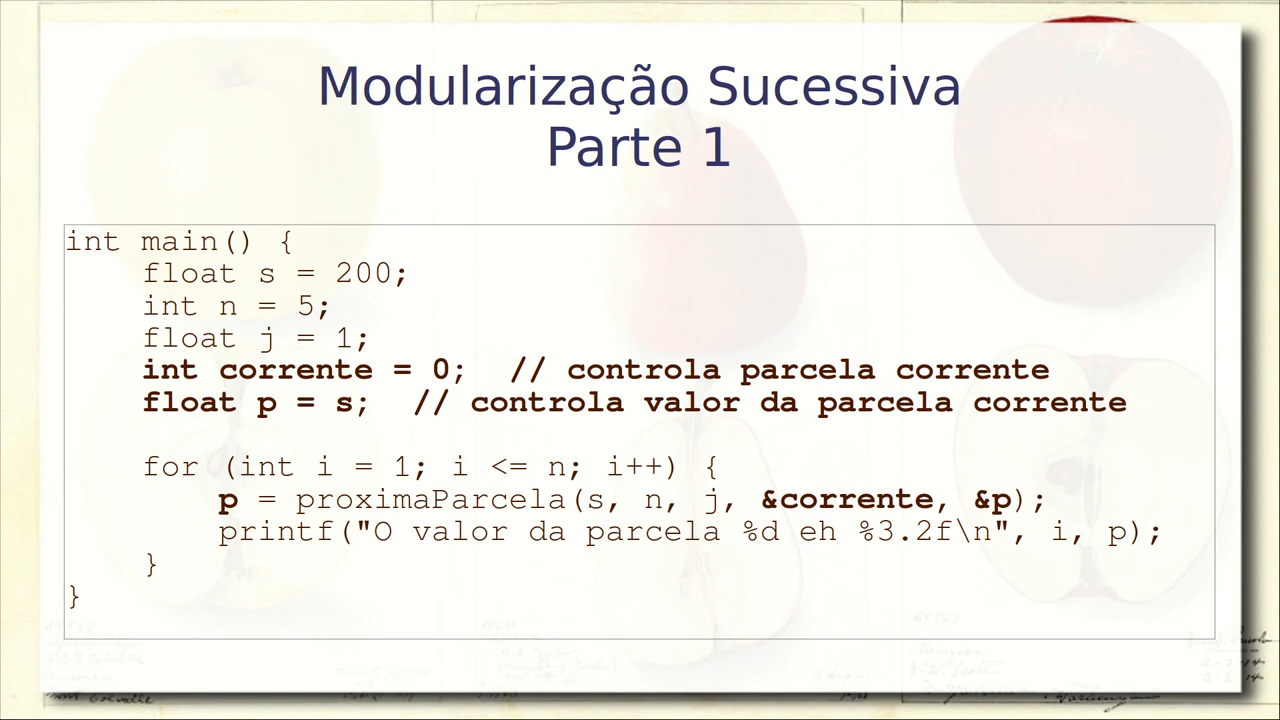 Modularização Sucessiva
Parte 1
int main() {
    float s = 200;
    int n = 5;
    float j = 1;
    int corrente = 0;  // controla parcela corrente
    float p = s;  // controla valor da parcela corrente
    for (int i = 1; i <= n; i++) {
        p = proximaParcela(s, n, j, &corrente, &p);
        printf("O valor da parcela %d eh %3.2f\n", i, p);
    }
}